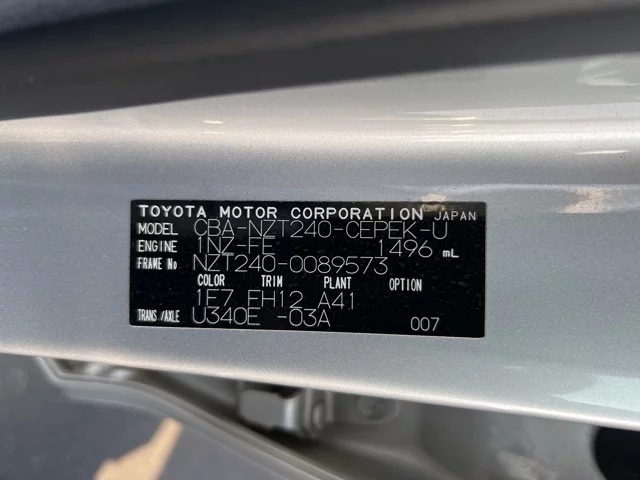 TOYOTA MOTOR CORPORATION JAPAN
MODEL CBA-NZT240-CEPEK-U
ENGINE 1NZ-FE 1496 mL
FRAME No NZT240-0089573
COLOR TRIM PLANT OPTION
1E7 EH12 A41
TRANS/AXLE U340E -03A 007